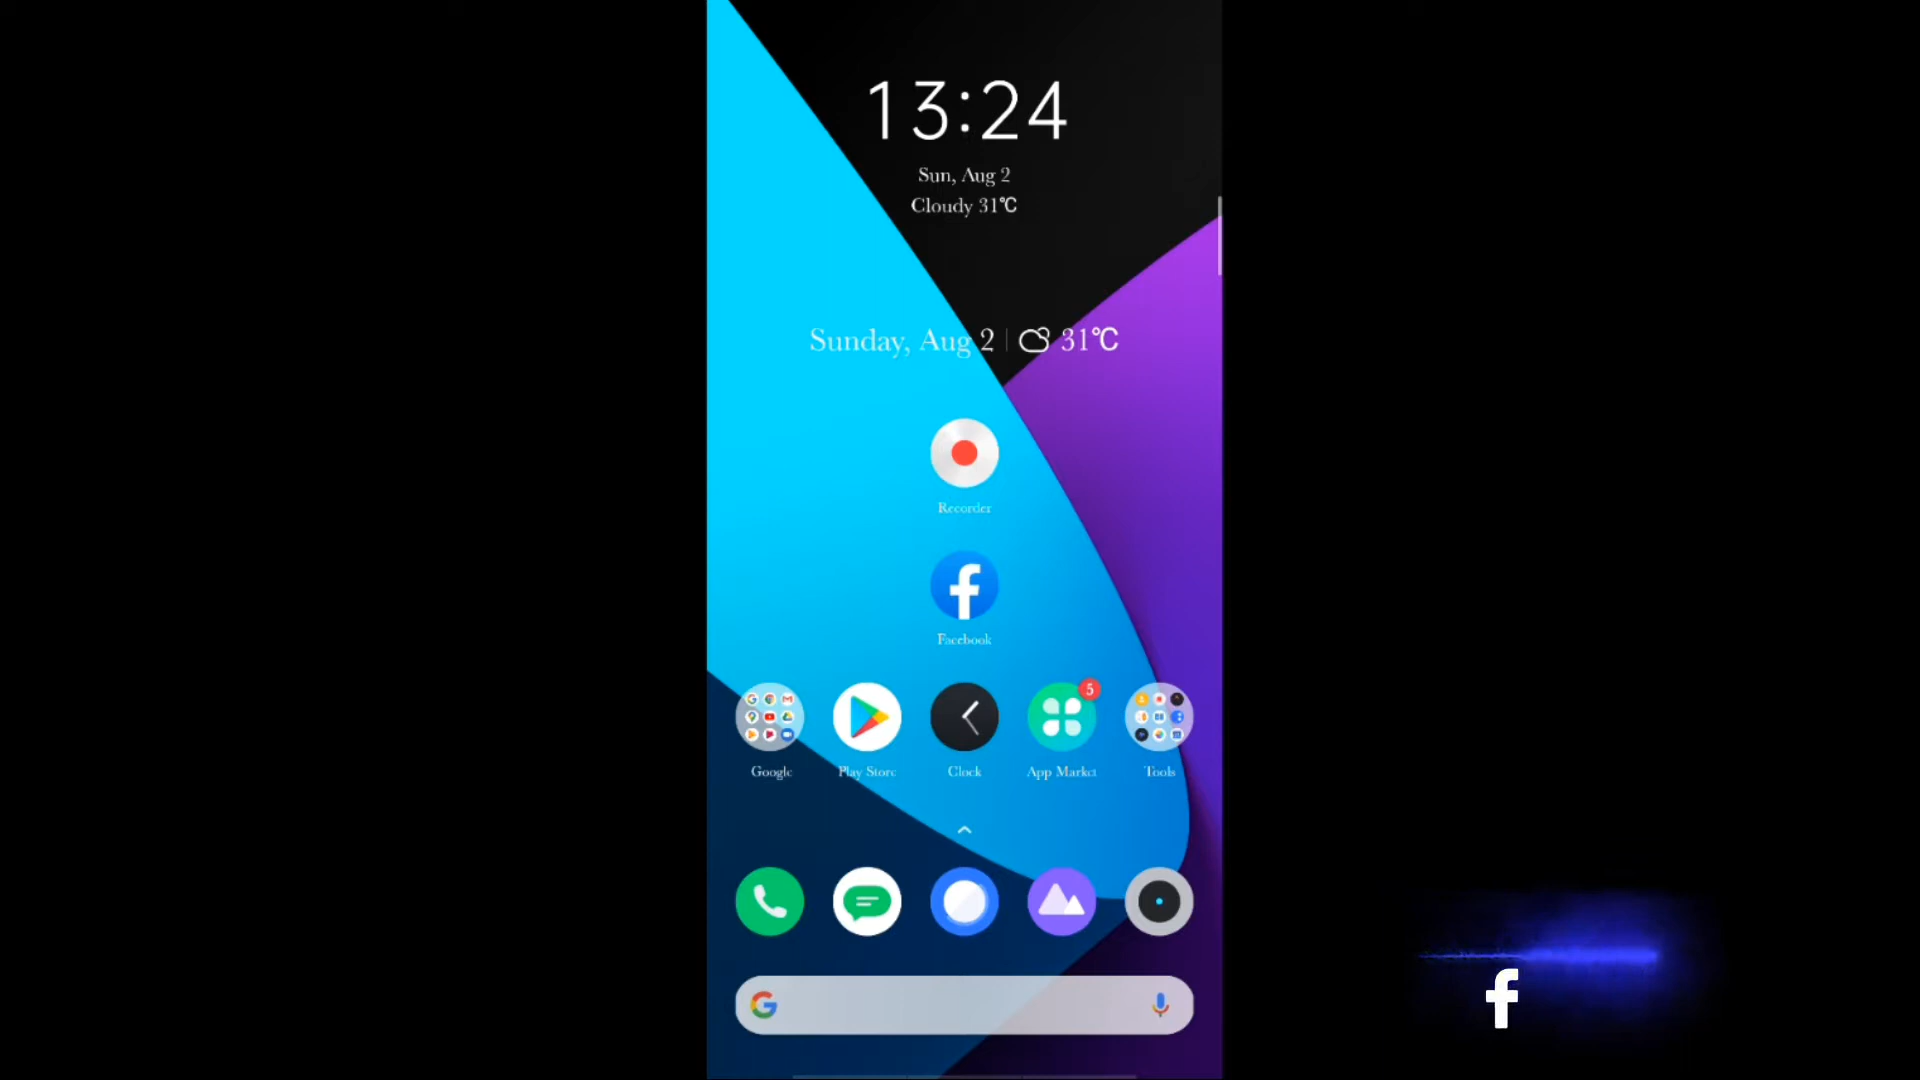 13:24
Sun, Aug 2
Cloudy 31℃
Sunday, Aug 2 | 31℃
Recorder
Facebook
5
Google
Play Store
Clock
App Market
Tools